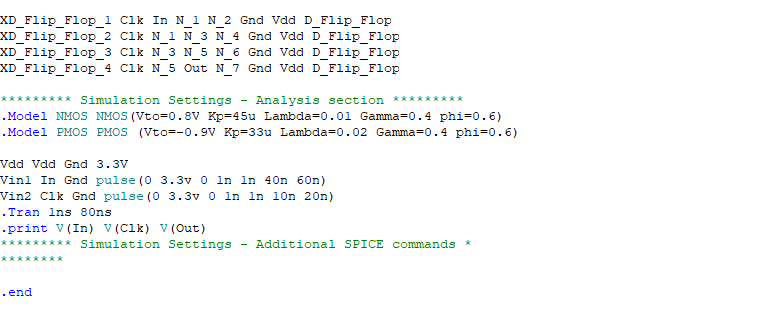 XD_Flip_Flop_1 Clk In N_1 N_2 Gnd Vdd D_Flip_Flop
XD_Flip_Flop_2 Clk N_1 N_3 N_4 Gnd Vdd D_Flip_Flop
XD_Flip_Flop_3 Clk N_3 N_5 N_6 Gnd Vdd D_Flip_Flop
XD_Flip_Flop_4 Clk N_5 Out N_7 Gnd Vdd D_Flip_Flop
********* Simulation Settings - Analysis section *********
.Model NMOS NMOS(Vto=0.8V Kp=45u Lambda=0.01 Gamma=0.4 phi=0.6)
.Model PMOS PMOS (Vto=-0.9V Kp=33u Lambda=0.02 Gamma=0.4 phi=0.6)
Vdd Vdd Gnd 3.3V
Vin1 In Gnd pulse(0 3.3v 0 1n 1n 40n 60n)
Vin2 Clk Gnd pulse(0 3.3v 0 1n 1n 10n 20n)
.Tran 1ns 80ns
.print V(In) V(Clk) V(Out)
********* Simulation Settings - Additional SPICE commands *
********
.end